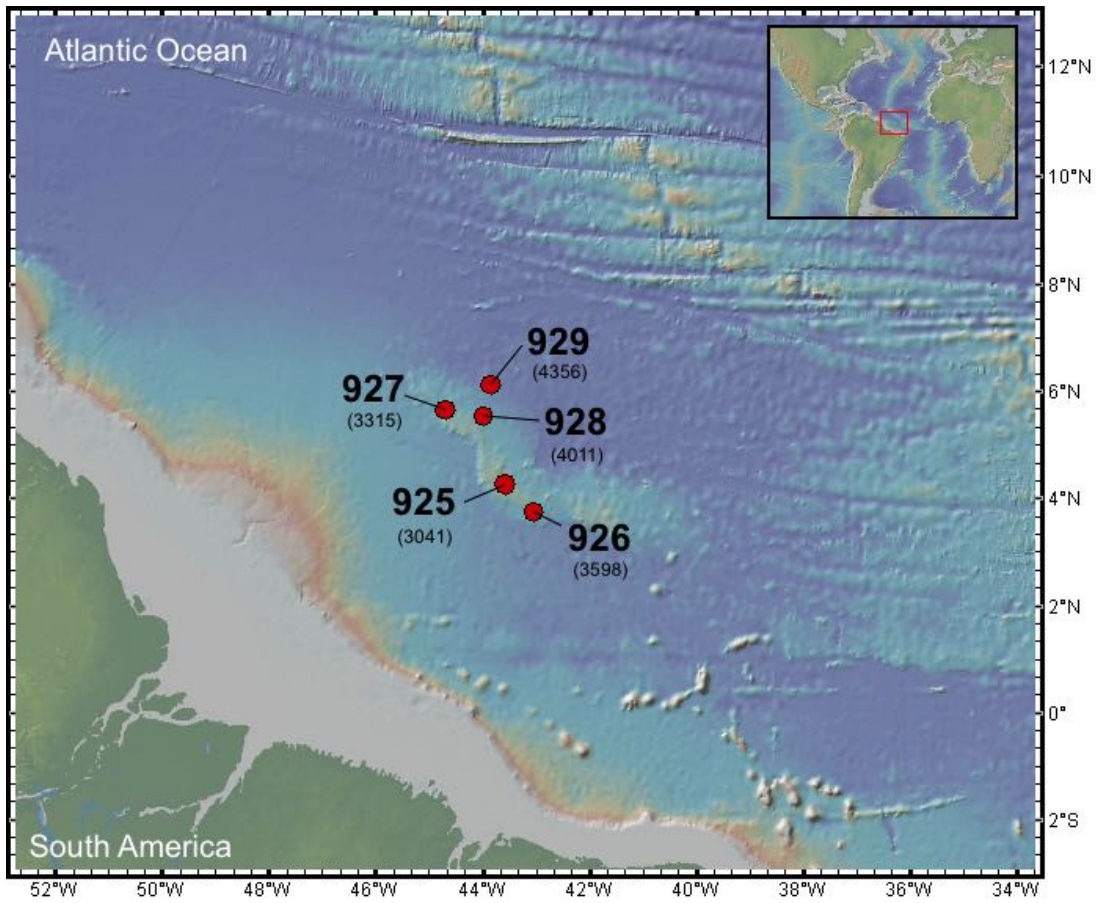 Atlantic Ocean
12°N
10°N
8°N
929
(4356)
927
(3315)
6°N
928
(4011)
925
(3041)
4°N
926
(3598)
2°N
0°
2°S
South America
52°W 50°W 48°W 46°W 44°W 42°W 40°W 38°W 36°W 34°W